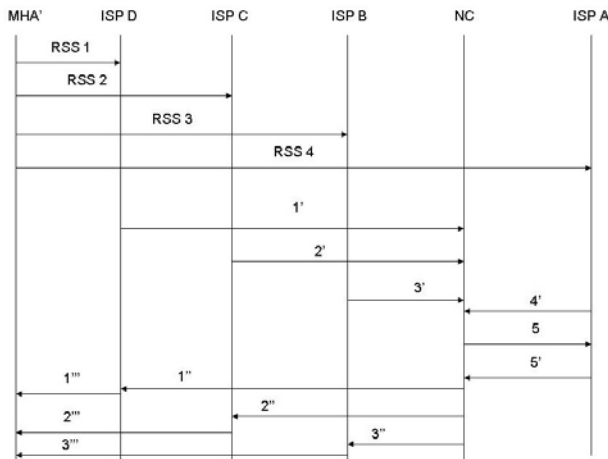 MHA' ISP D ISP C ISP B NC ISP A
RSS 1
RSS 2
RSS 3
RSS 4
1'
2'
3'
4'
5
5'
1'''
1''
2'''
2''
3'''
3''